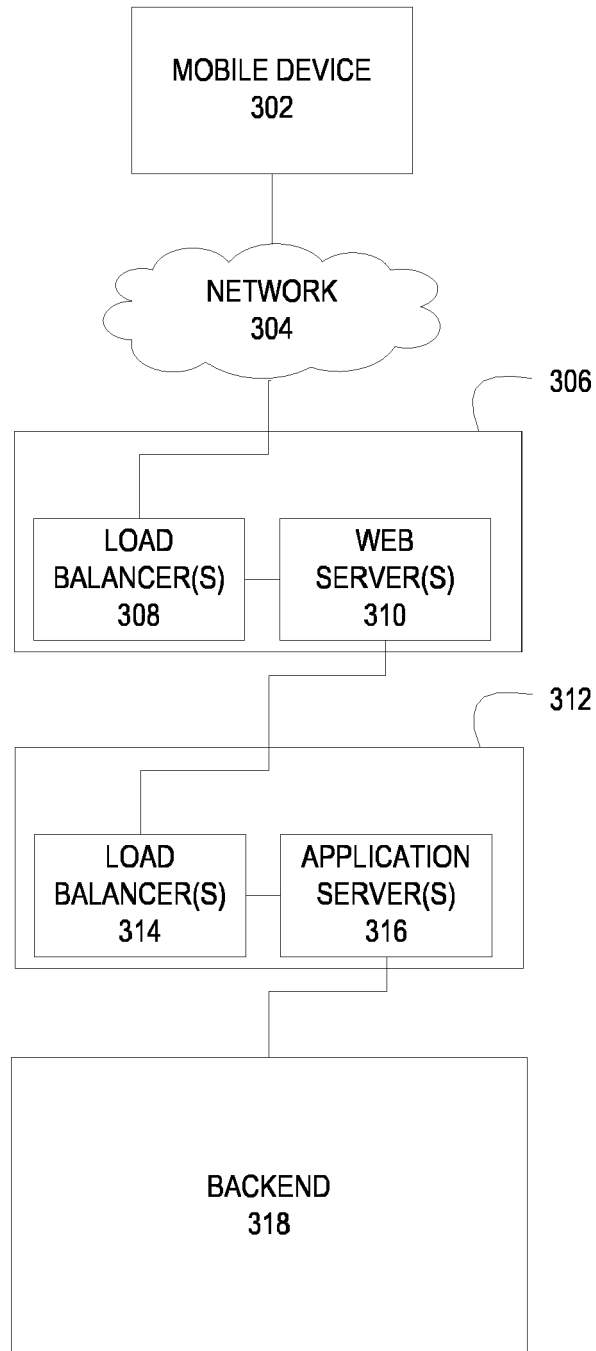 MOBILE DEVICE
302
NETWORK
304
306
LOAD
BALANCER(S)
308
WEB
SERVER(S)
310
312
LOAD
BALANCER(S)
314
APPLICATION
SERVER(S)
316
BACKEND
318